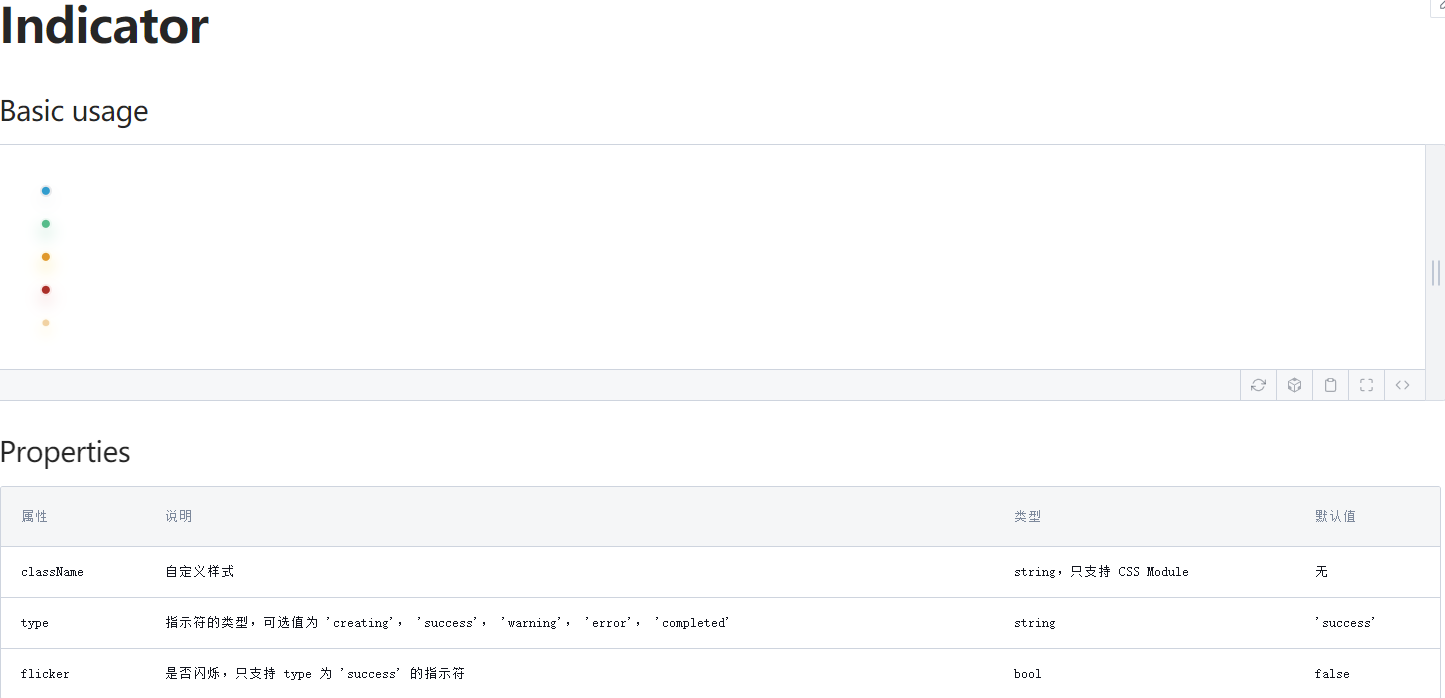 Indicator
Basic usage
Properties
属性 说明 类型 默认值
className 自定义样式 string，只支持 CSS Module 无
type 指示符的类型，可选值为 'creating'， 'success'， 'warning'， 'error'， 'completed' string 'success'
flicker 是否闪烁，只支持 type 为 'success' 的指示符 bool false